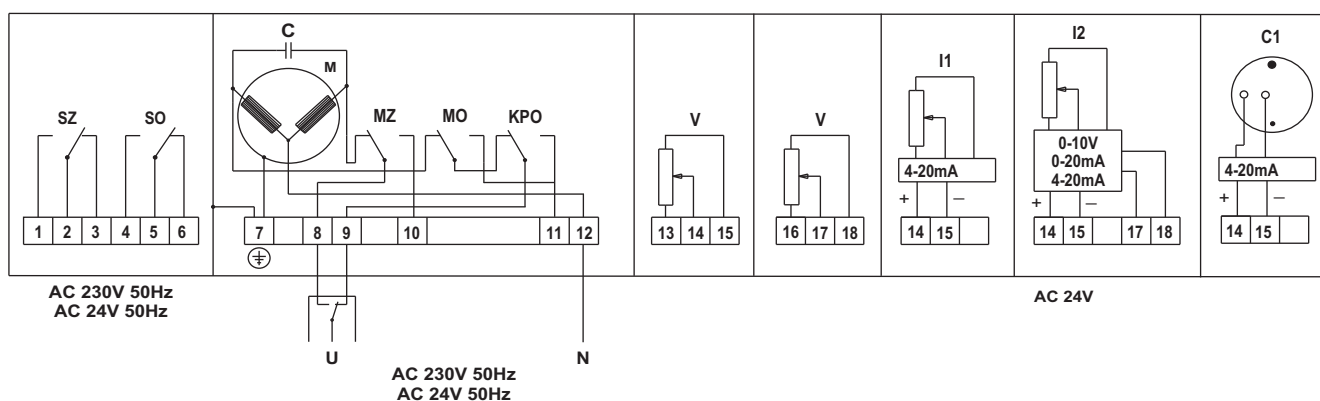 C
M
I1
I2
C1
SZ
SO
MZ
MO
KPO
V
V
4-20mA
0-10V
0-20mA
4-20mA
4-20mA
+ –
+ –
+ –
1 2 3 4 5 6
7 8 9 10 11 12
13 14 15
16 17 18
14 15
14 15 17 18
14 15
AC 230V 50Hz
AC 24V 50Hz
AC 24V
U
N
AC 230V 50Hz
AC 24V 50Hz